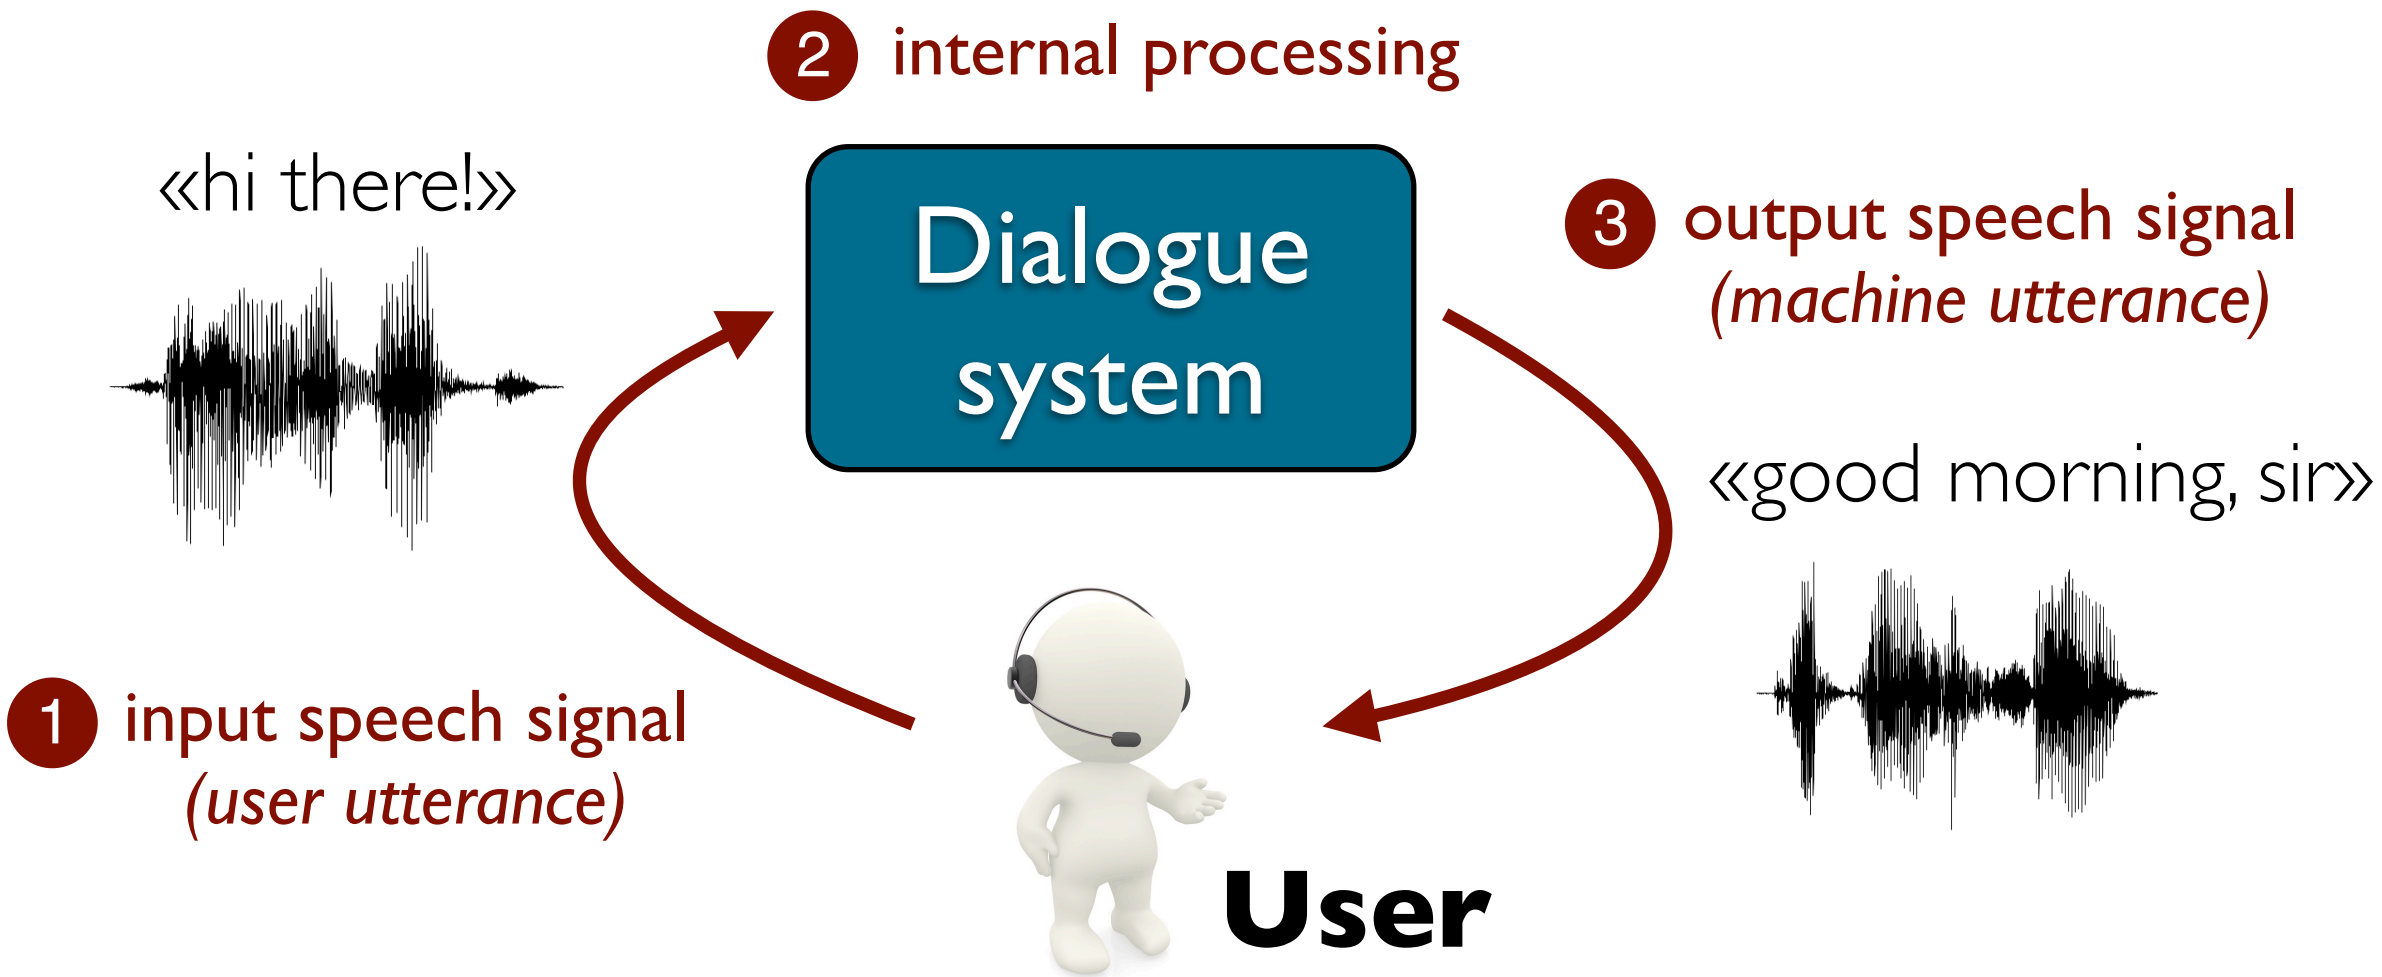 2 internal processing
«hi there!»
Dialogue
system
3 output speech signal
(machine utterance)
«good morning, sir»
1 input speech signal
(user utterance)
User